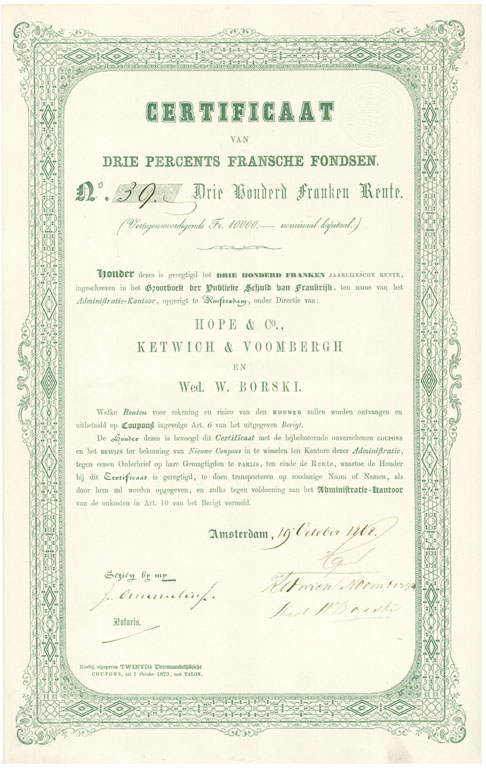 CERTIFICAAT
VAN
DRIE PERCENTS FRANSCHE FONDSEN.
No. 39. Drie Honderd Franken Rente.
(Vertegenwoordigende Fr. 10000.— nominaal kapitaal.)
Houder dezes is geregtigd tot DRIE HONDERD FRANKEN JAARLIJKSCHE RENTE,
ingeschreven in het Grootboek der Publieke Schuld van Frankrijk, ten name van het
Administratie-Kantoor, opgerigt te Amsterdam, onder Directie van:
HOPE & Co.,
KETWICH & VOOMBERGH
EN
Wed. W. BORSKI.
Welke Renten voor rekening en risico van den HOUDER zullen worden ontvangen en
uitbetaald op Coupons ingevolge Art. 6 van het uitgegeven Berigt.
De Houder dezes is bevoegd dit Certificaat met de bijbehoorende onverschenen COUPONS
en het BEWIJS ter bekoming van Nieuwe Coupons in te wisselen ten Kantore dezer Administratie,
tegen eenen Orderbrief op hare Gemagtigden te PARIJS, ten einde de Rente, waartoe de Houder
bij dit Certificaat is geregtigd, te doen transporteren op zoodanige Naam of Namen, als
door hem zal worden opgegeven, en zulks tegen voldoening aan het Administratie-Kantoor
van de onkosten in Art. 10 van het Berigt vermeld.
Amsterdam, 19 October 1868.
Gezien by my
Ketwich & Voombergh
Wed W Borski
Notaris.
Hierbij uitgegeven TWINTIG Driemaandelijksche
COUPONS, tot 1 October 1873, met TALON.